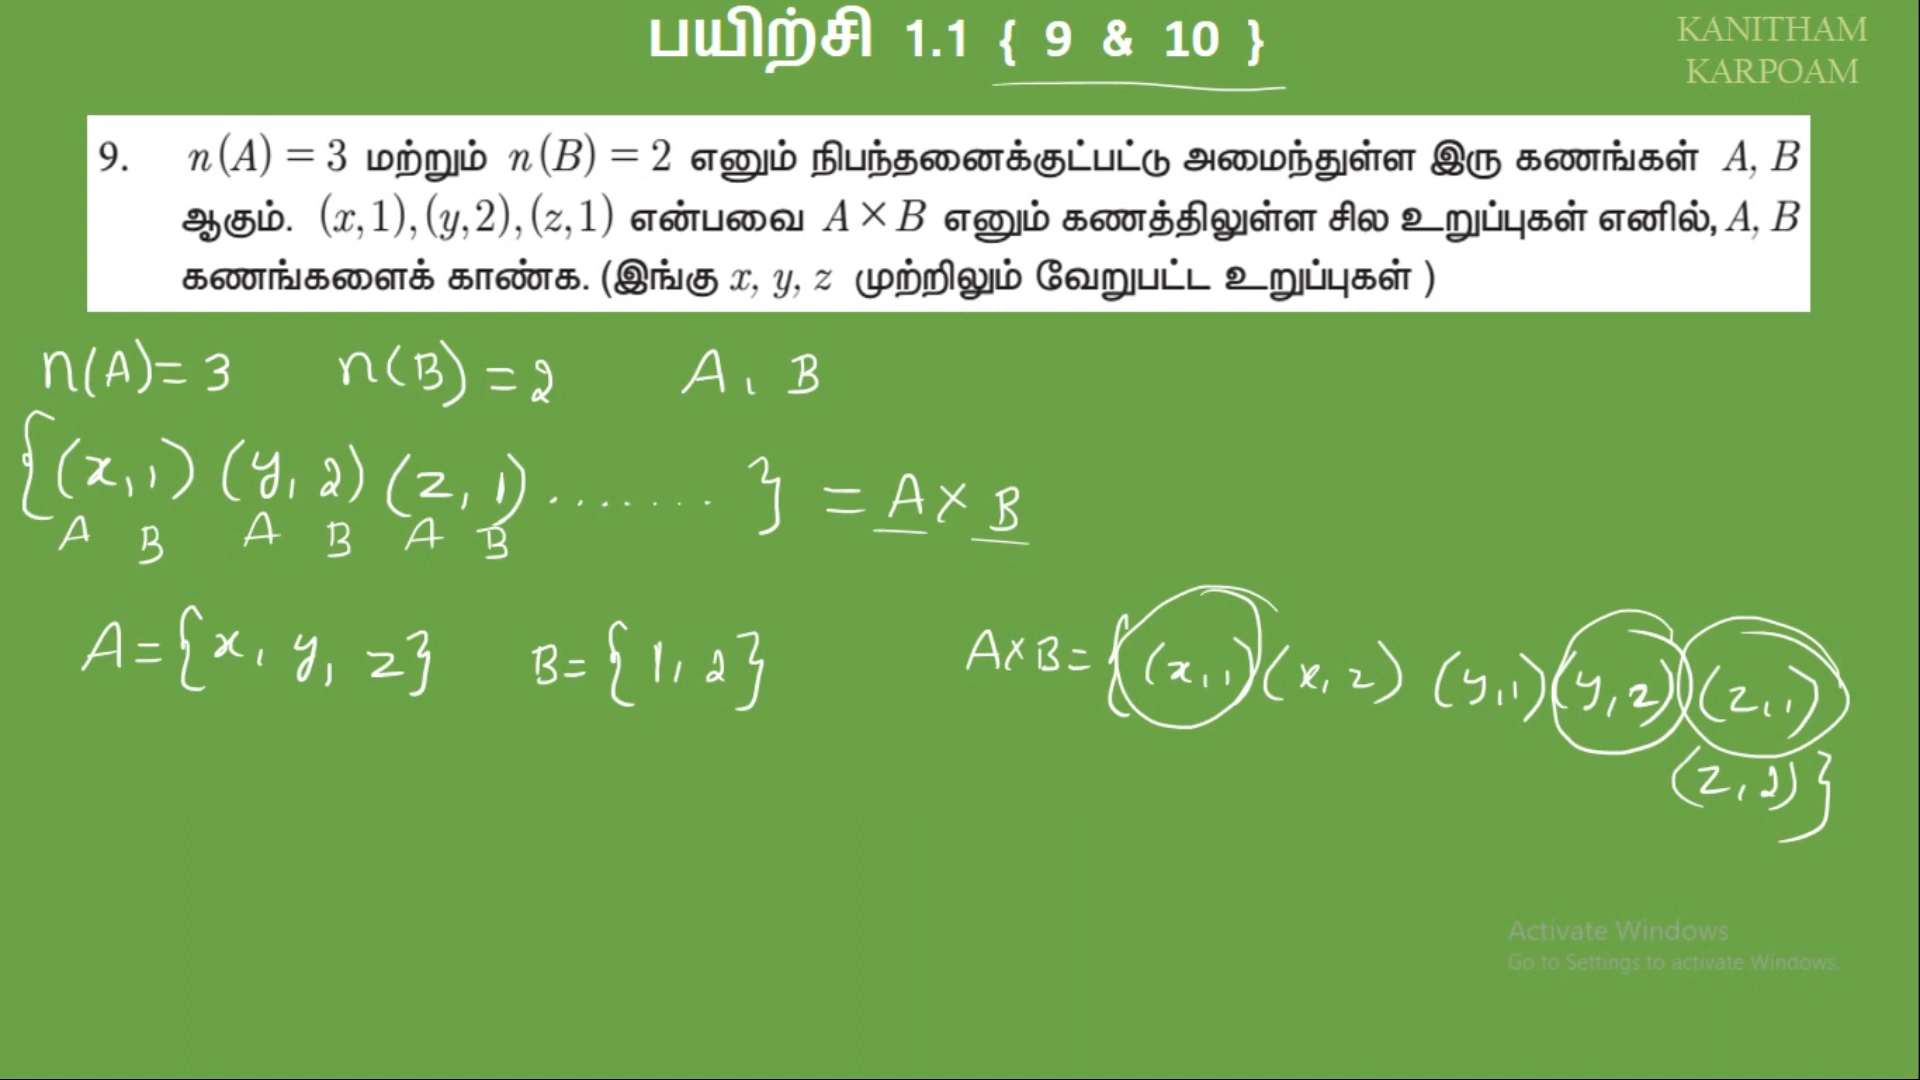 பயிற்சி 1.1 { 9 & 10 }
KANITHAM
KARPOAM
9. n(A) = 3 மற்றும் n(B) = 2 எனும் நிபந்தனைக்குட்பட்டு அமைந்துள்ள இரு கணங்கள் A, B
ஆகும். (x,1),(y,2),(z,1) என்பவை A×B எனும் கணத்திலுள்ள சில உறுப்புகள் எனில், A, B
கணங்களைக் காண்க. (இங்கு x, y, z முற்றிலும் வேறுபட்ட உறுப்புகள் )
n(A)= 3 n(B) = 2 A, B
{(x,1) (y,2) (z,1) ....... } = A × B
A B A B A B
A={x, y, z} B={1,2} A×B={(x,1)(x,2) (y,1)(y,2)(z,1)
(z,2)}
Activate Windows
Go to Settings to activate Windows.